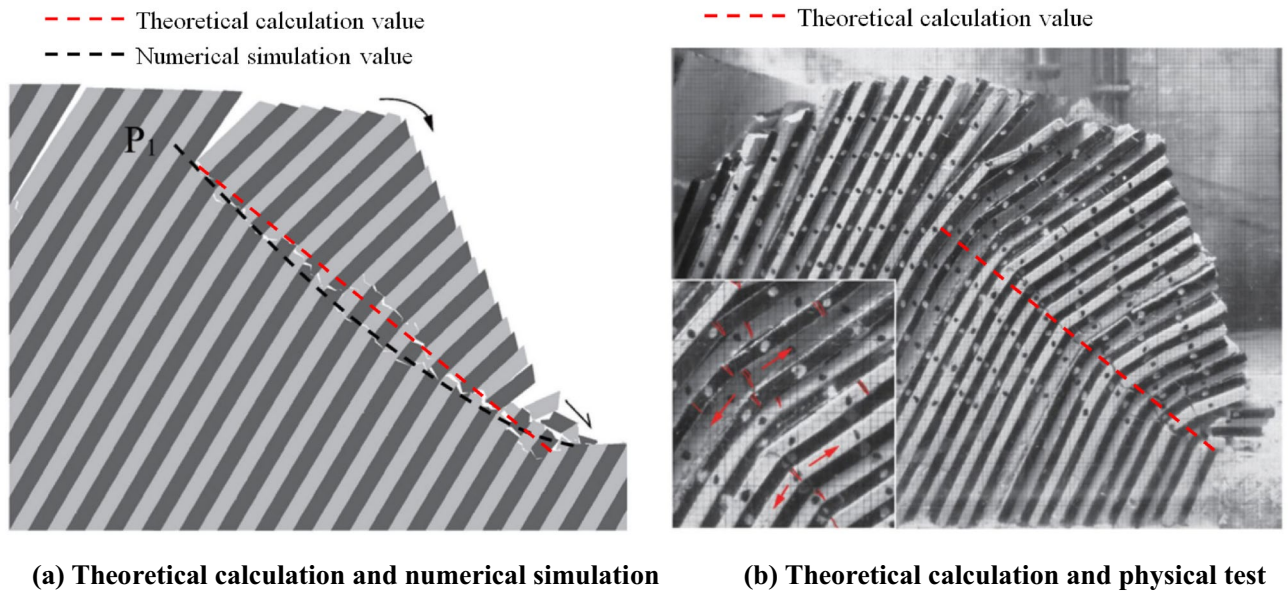 Theoretical calculation value
Numerical simulation value
P1
(a) Theoretical calculation and numerical simulation
Theoretical calculation value
(b) Theoretical calculation and physical test